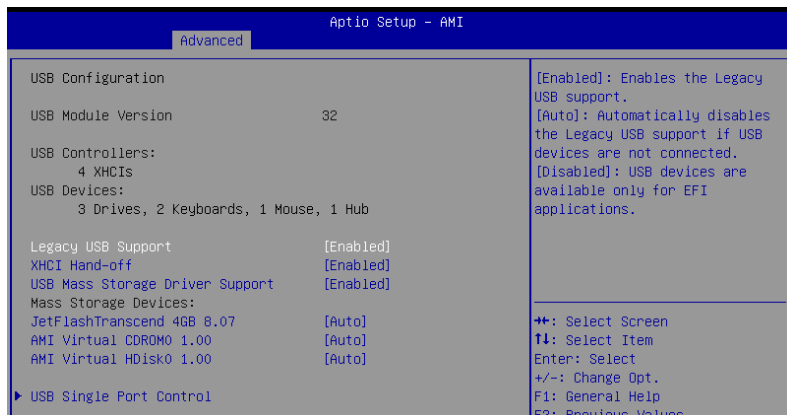 Aptio Setup - AMI
Advanced
USB Configuration
USB Module Version 32
USB Controllers:
4 XHCIs
USB Devices:
3 Drives, 2 Keyboards, 1 Mouse, 1 Hub
Legacy USB Support [Enabled]
XHCI Hand-off [Enabled]
USB Mass Storage Driver Support [Enabled]
Mass Storage Devices:
JetFlashTranscend 4GB 8.07 [Auto]
AMI Virtual CDROM0 1.00 [Auto]
AMI Virtual HDisk0 1.00 [Auto]
USB Single Port Control
[Enabled]: Enables the Legacy
USB support.
[Auto]: Automatically disables
the Legacy USB support if USB
devices are not connected.
[Disabled]: USB devices are
available only for EFI
applications.
→←: Select Screen
↑↓: Select Item
Enter: Select
+/-: Change Opt.
F1: General Help
F2: Previous Values